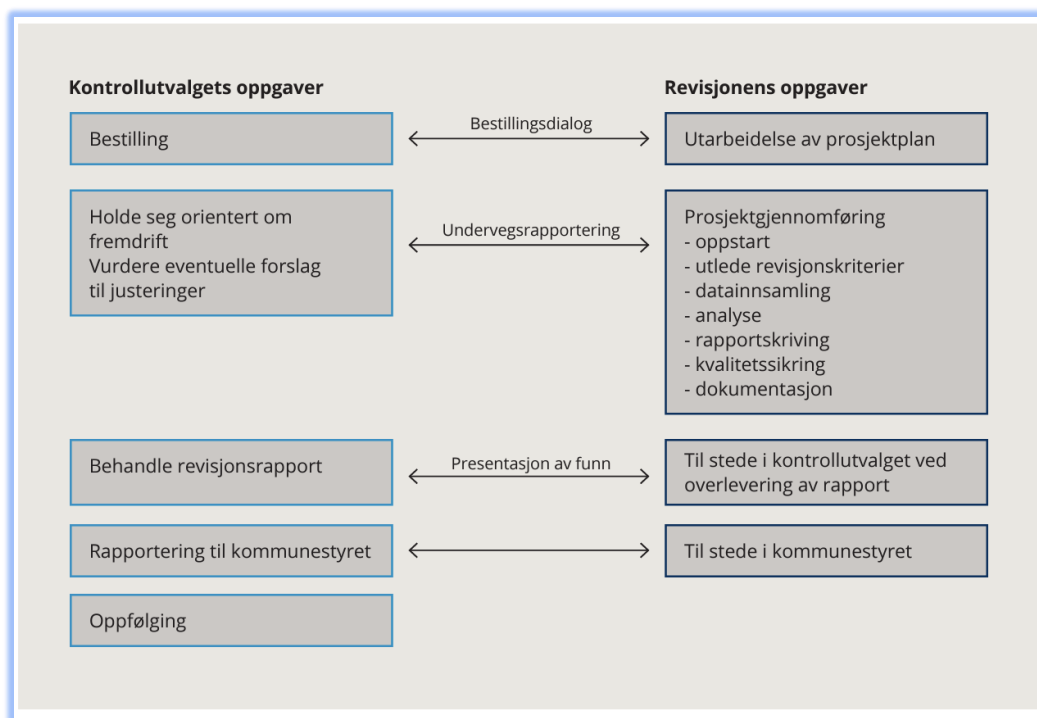 Kontrollutvalgets oppgaver
Revisjonens oppgaver
Bestilling
Bestillingsdialog
Utarbeidelse av prosjektplan
Holde seg orientert om
fremdrift
Vurdere eventuelle forslag
til justeringer
Undervegsrapportering
Prosjektgjennomføring
- oppstart
- utlede revisjonskriterier
- datainnsamling
- analyse
- rapportskriving
- kvalitetssikring
- dokumentasjon
Behandle revisjonsrapport
Presentasjon av funn
Til stede i kontrollutvalget ved
overlevering av rapport
Rapportering til kommunestyret
Til stede i kommunestyret
Oppfølging